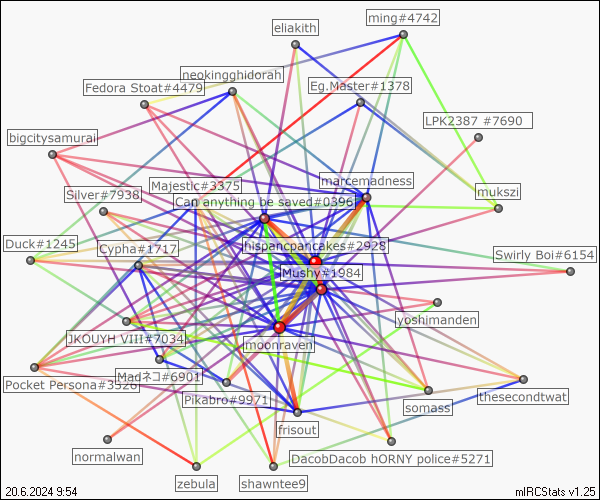 ming#4742
eliakith
neokingghidorah
Fedora Stoat#4479
Eg.Master#1378
LPK2387 #7690
bigcitysamurai
Majestic#3375
marcemadness
Silver#7938
mukszi
Can anything be saved#0396
Duck#1245
Cypha#1717
hispancpancakes#2928
Swirly Boi#6154
Mushy#1984
yoshimanden
JKOUYH VIII#7034
moonraven
Pocket Persona#3526
Madネコ#6901
Pikabro#9971
somass
thesecondtwat
frisout
normalwan
DacobDacob hORNY police#5271
zebula
shawntee9
20.6.2024 9:54
mIRCStats v1.25